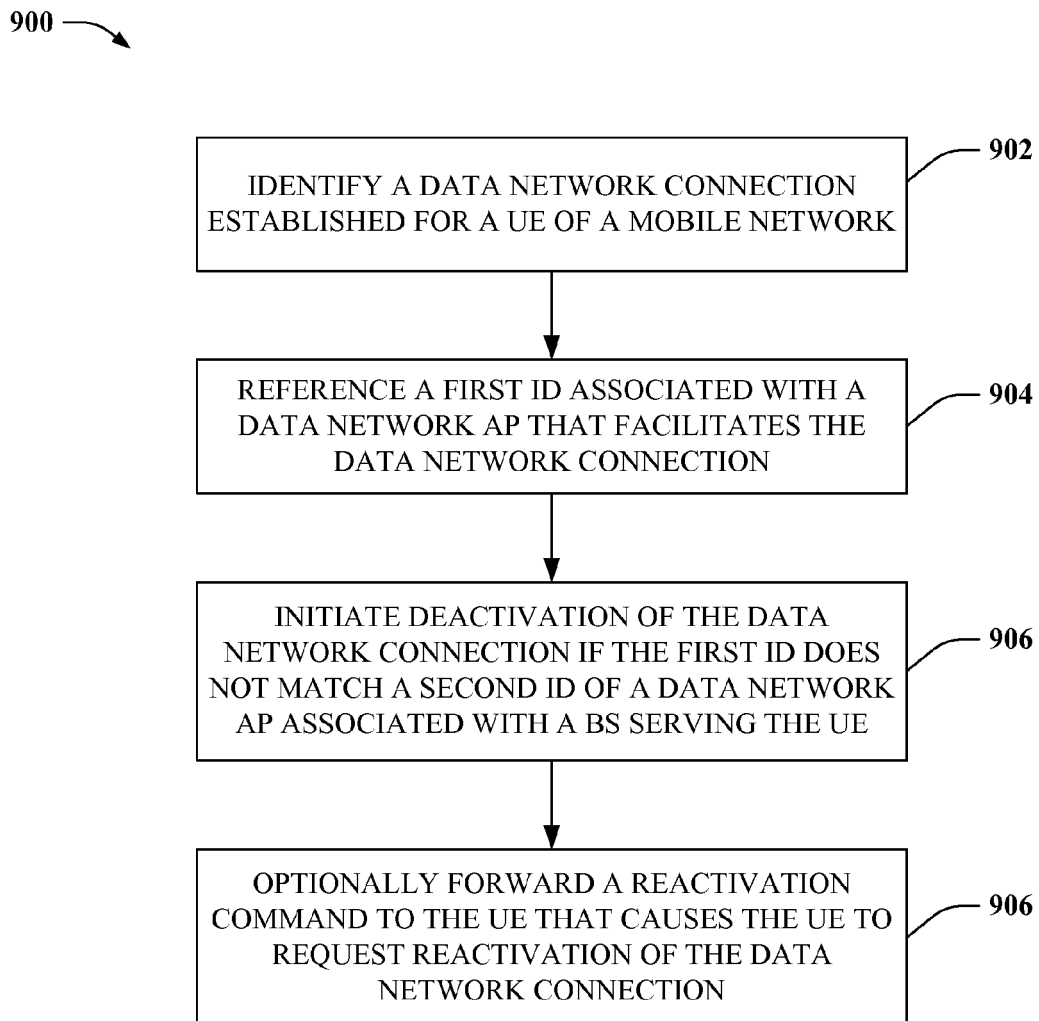 900
IDENTIFY A DATA NETWORK CONNECTION
ESTABLISHED FOR A UE OF A MOBILE NETWORK
902
REFERENCE A FIRST ID ASSOCIATED WITH A
DATA NETWORK AP THAT FACILITATES THE
DATA NETWORK CONNECTION
904
INITIATE DEACTIVATION OF THE DATA
NETWORK CONNECTION IF THE FIRST ID DOES
NOT MATCH A SECOND ID OF A DATA NETWORK
AP ASSOCIATED WITH A BS SERVING THE UE
906
OPTIONALLY FORWARD A REACTIVATION
COMMAND TO THE UE THAT CAUSES THE UE TO
REQUEST REACTIVATION OF THE DATA
NETWORK CONNECTION
906